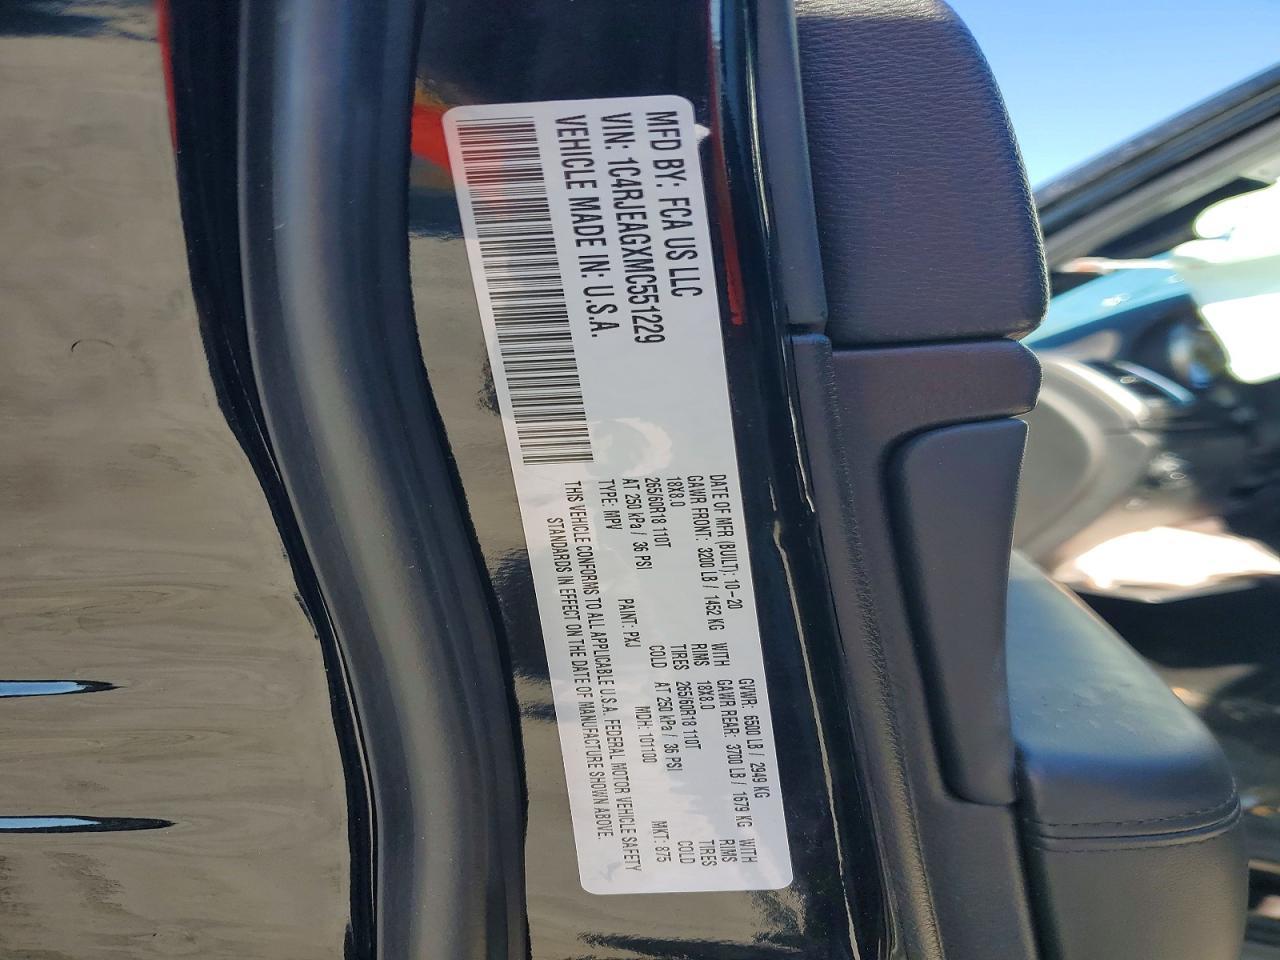 MFD BY: FCA US LLC
VIN: 1C4RJEAGXMC551229
VEHICLE MADE IN: U.S.A.
DATE OF MFR (BUILT): 10-20 GVWR: 6500 LB / 2949 KG
GAWR FRONT: 3200 LB / 1452 KG WITH GAWR REAR: 3700 LB / 1679 KG WITH
18X8.0 RIMS 18X8.0 RIMS
265/60R18 110T TIRES 265/60R18 110T TIRES
AT 250 kPa / 36 PSI COLD AT 250 kPa / 36 PSI COLD
TYPE: MPV PAINT: PXJ MDH: 101100 MKT: 875
THIS VEHICLE CONFORMS TO ALL APPLICABLE U.S.A. FEDERAL MOTOR VEHICLE SAFETY
STANDARDS IN EFFECT ON THE DATE OF MANUFACTURE SHOWN ABOVE.